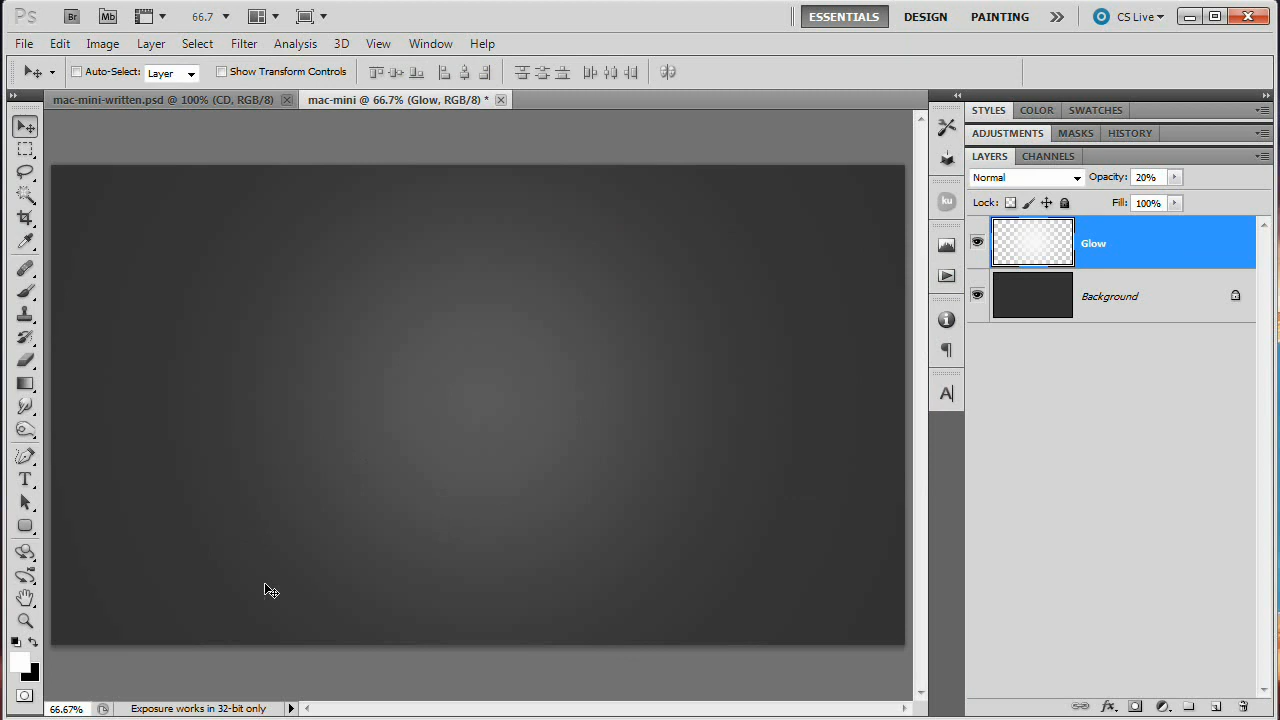 Ps Br Mb 66.7 ESSENTIALS DESIGN PAINTING CS Live
File Edit Image Layer Select Filter Analysis 3D View Window Help
Auto-Select: Layer Show Transform Controls
mac-mini-written.psd @ 100% (CD, RGB/8) mac-mini @ 66.7% (Glow, RGB/8) *
STYLES COLOR SWATCHES
ADJUSTMENTS MASKS HISTORY
LAYERS CHANNELS
Normal Opacity: 20%
Lock: Fill: 100%
ku
Glow
Background
A
T
fx
66.67% Exposure works in 32-bit only